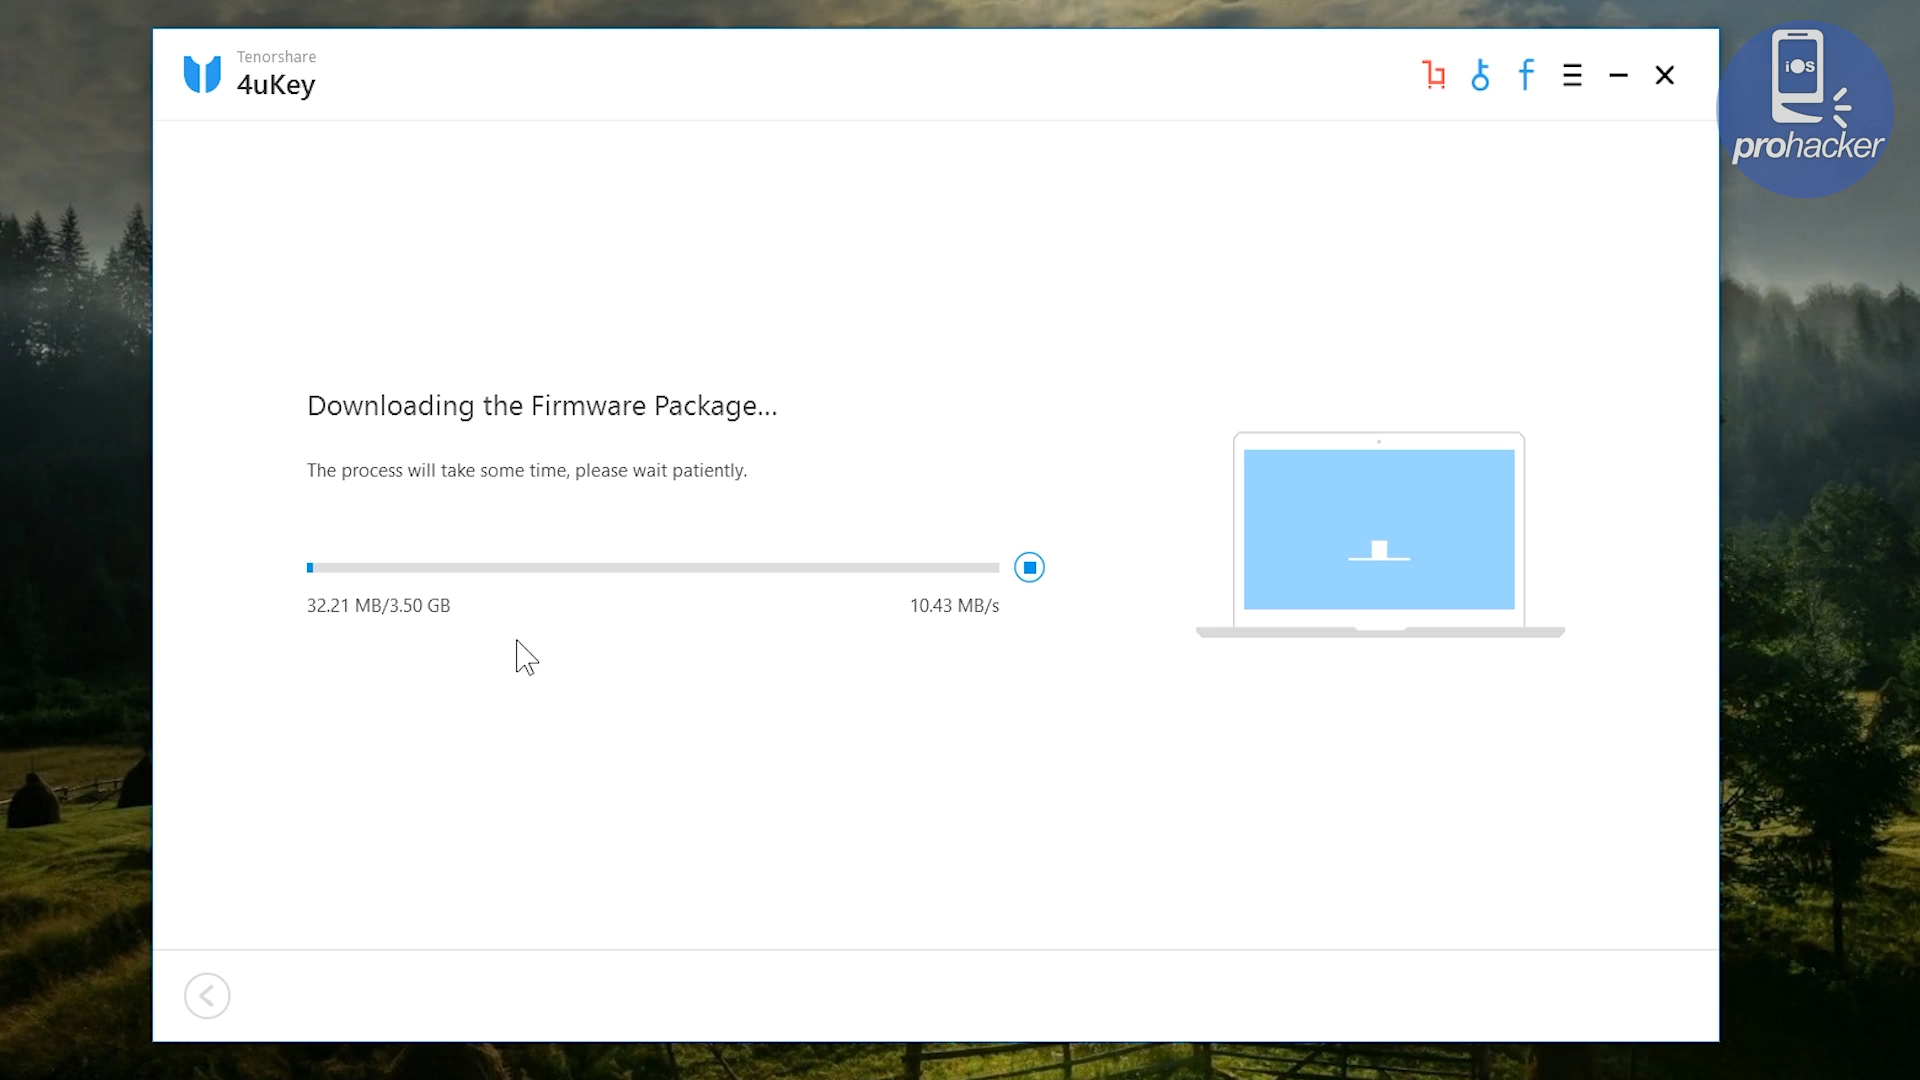 Tenorshare
4uKey
iOS
prohacker
Downloading the Firmware Package...
The process will take some time, please wait patiently.
32.21 MB/3.50 GB
10.43 MB/s